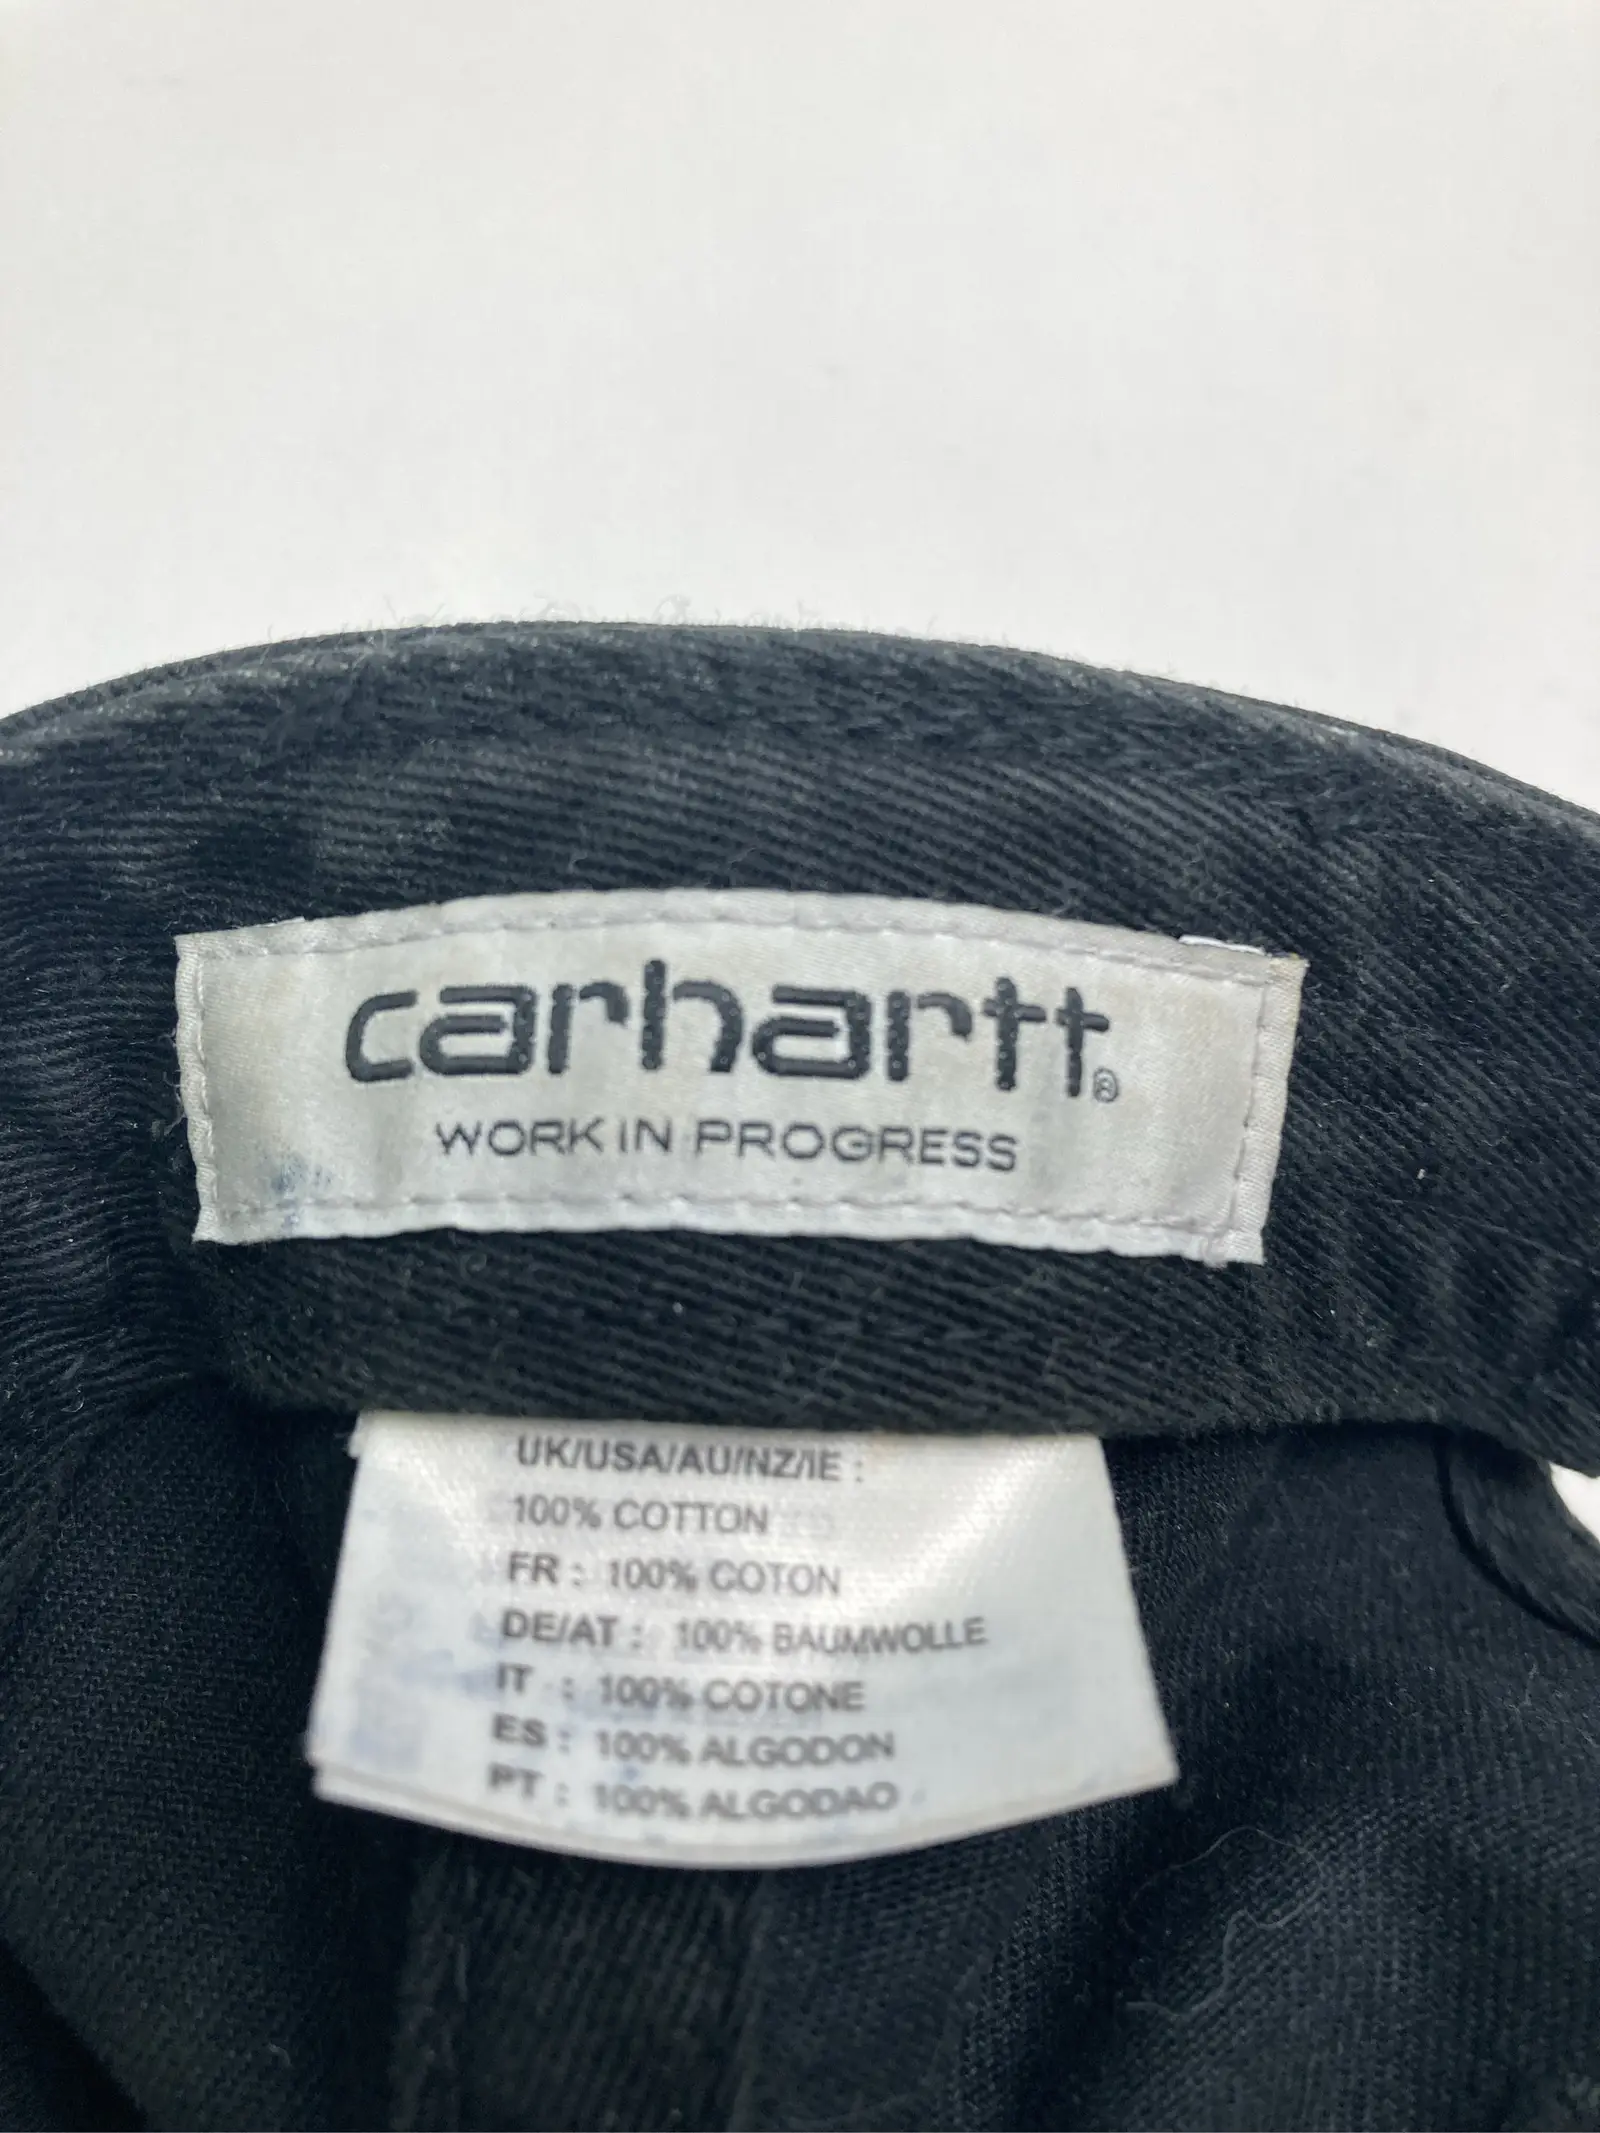 carhartt®
WORK IN PROGRESS
UK/USA/AU/NZ/IE :
100% COTTON
FR : 100% COTON
DE/AT : 100% BAUMWOLLE
IT : 100% COTONE
ES : 100% ALGODON
PT : 100% ALGODAO